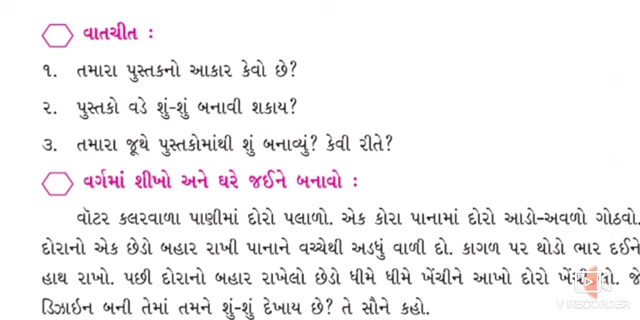 વાતચીત :
૧. તમારા પુસ્તકનો આકાર કેવો છે?
૨. પુસ્તકો વડે શું-શું બનાવી શકાય?
૩. તમારા જૂથે પુસ્તકોમાંથી શું બનાવ્યું? કેવી રીતે?
વર્ગમાં શીખો અને ઘરે જઈને બનાવો :
વૉટર કલરવાળા પાણીમાં દોરો પલાળો. એક કોરા પાનામાં દોરો આડો-અવળો ગોઠવો.
દોરાનો એક છેડો બહાર રાખી પાનાને વચ્ચેથી અડધું વાળી દો. કાગળ પર થોડો ભાર દઈને
હાથ રાખો. પછી દોરાનો બહાર રાખેલો છેડો ધીમે ધીમે ખેંચીને આખો દોરો ખેંચી લો. જે
ડિઝાઇન બની તેમાં તમને શું-શું દેખાય છે? તે સૌને કહો.
V RECORDER